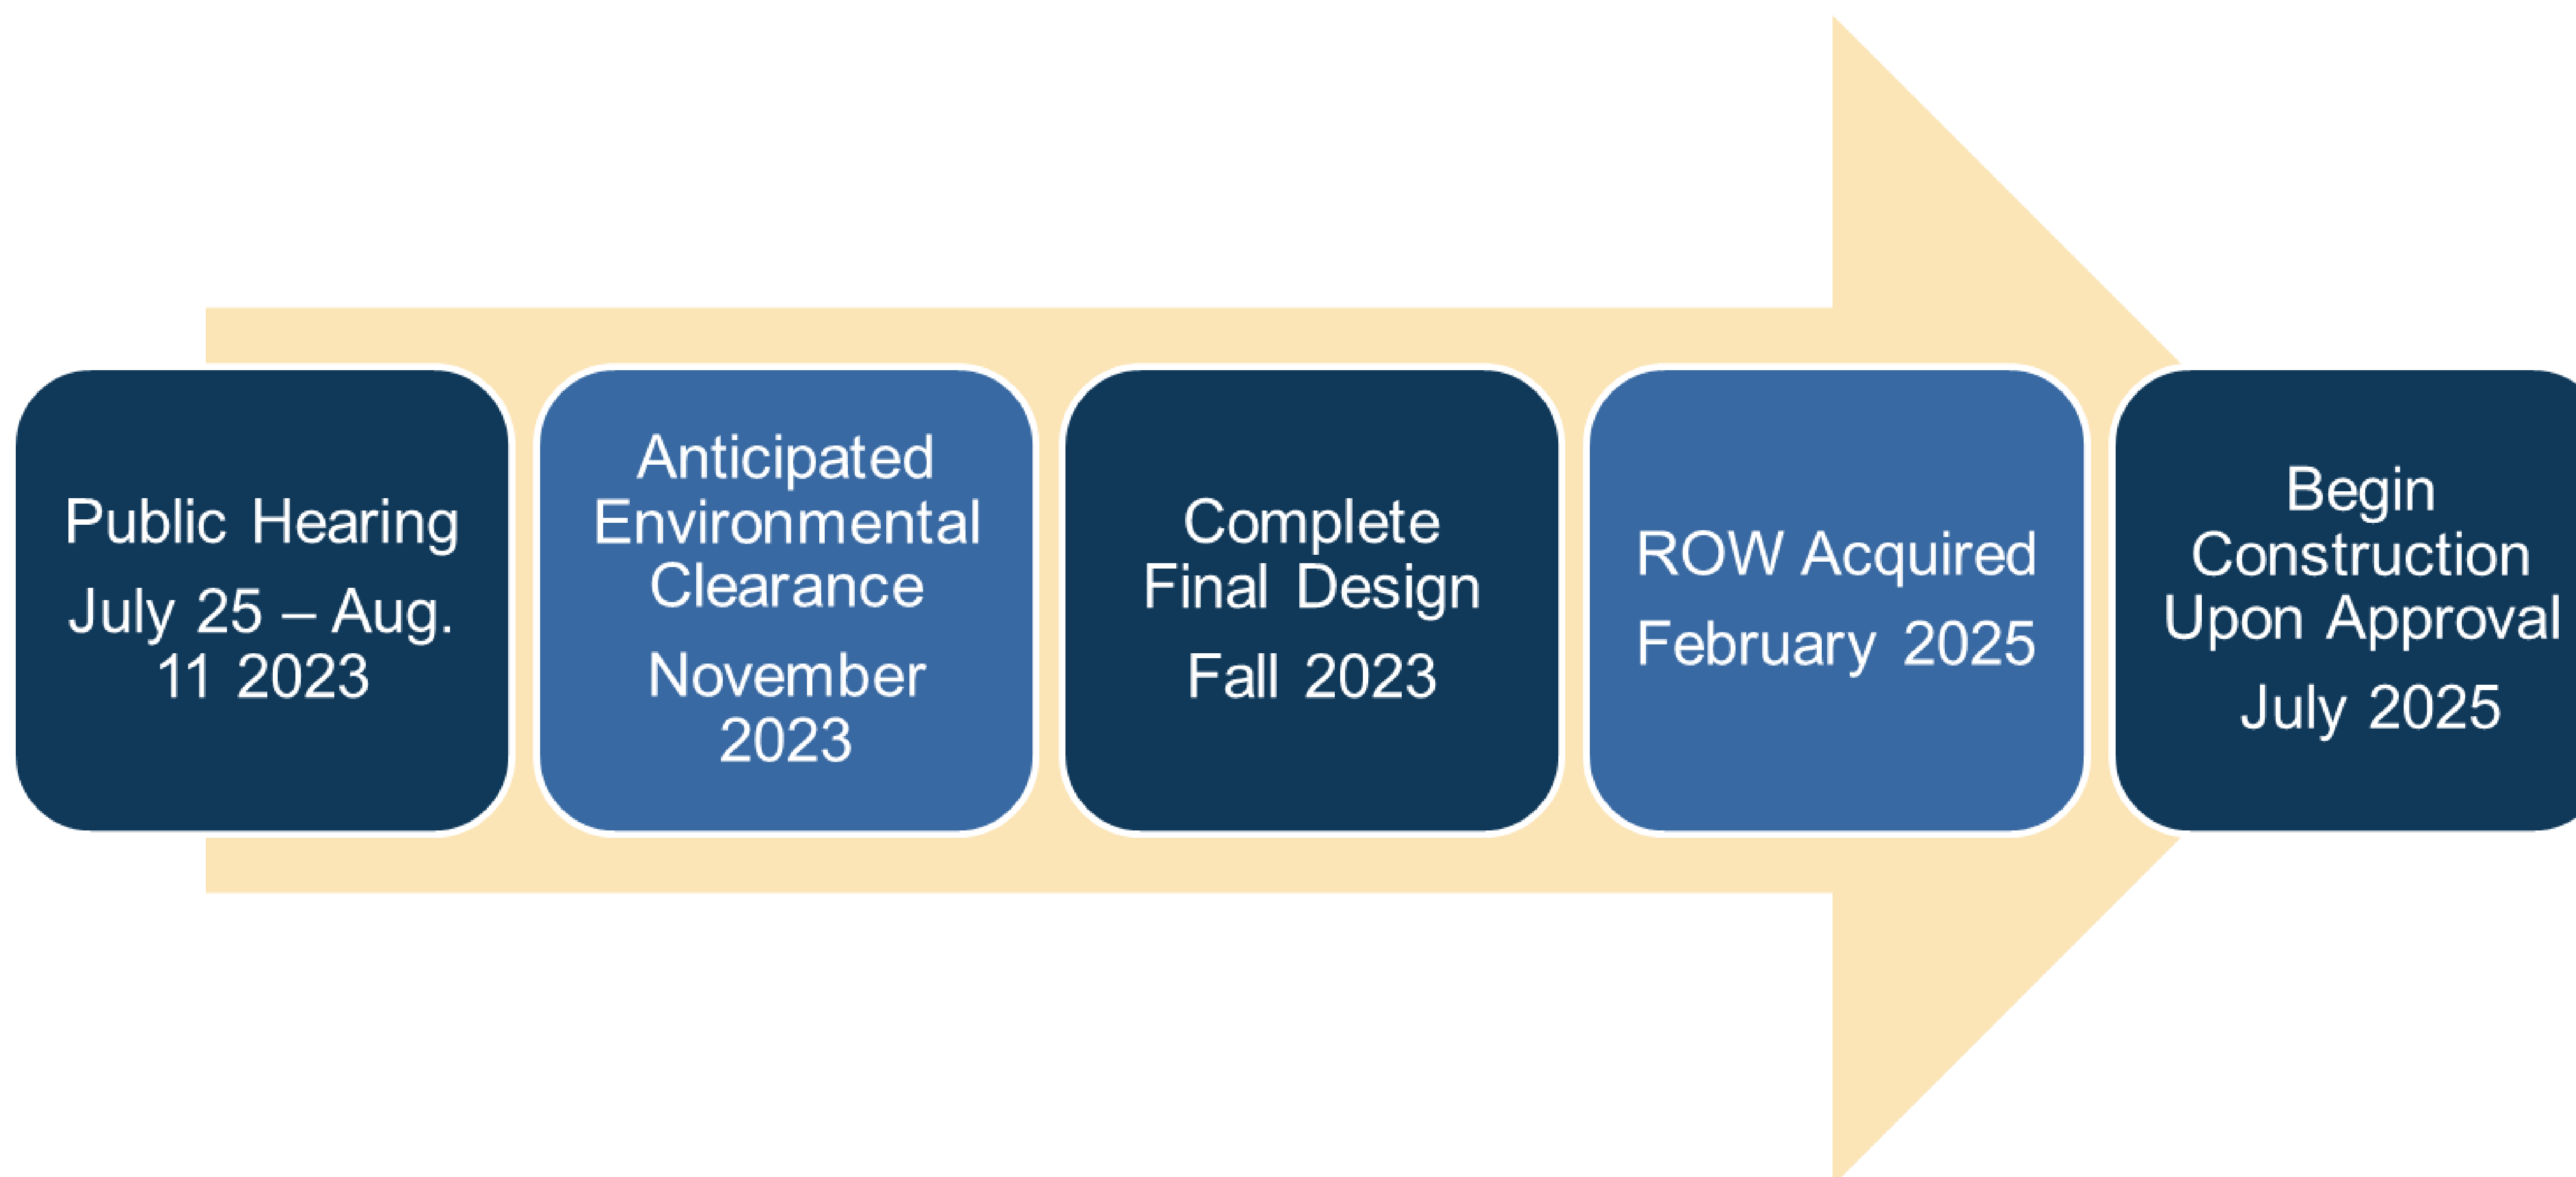 Public Hearing
July 25 – Aug.
11 2023
Anticipated
Environmental
Clearance
November
2023
Complete
Final Design
Fall 2023
ROW Acquired
February 2025
Begin
Construction
Upon Approval
July 2025